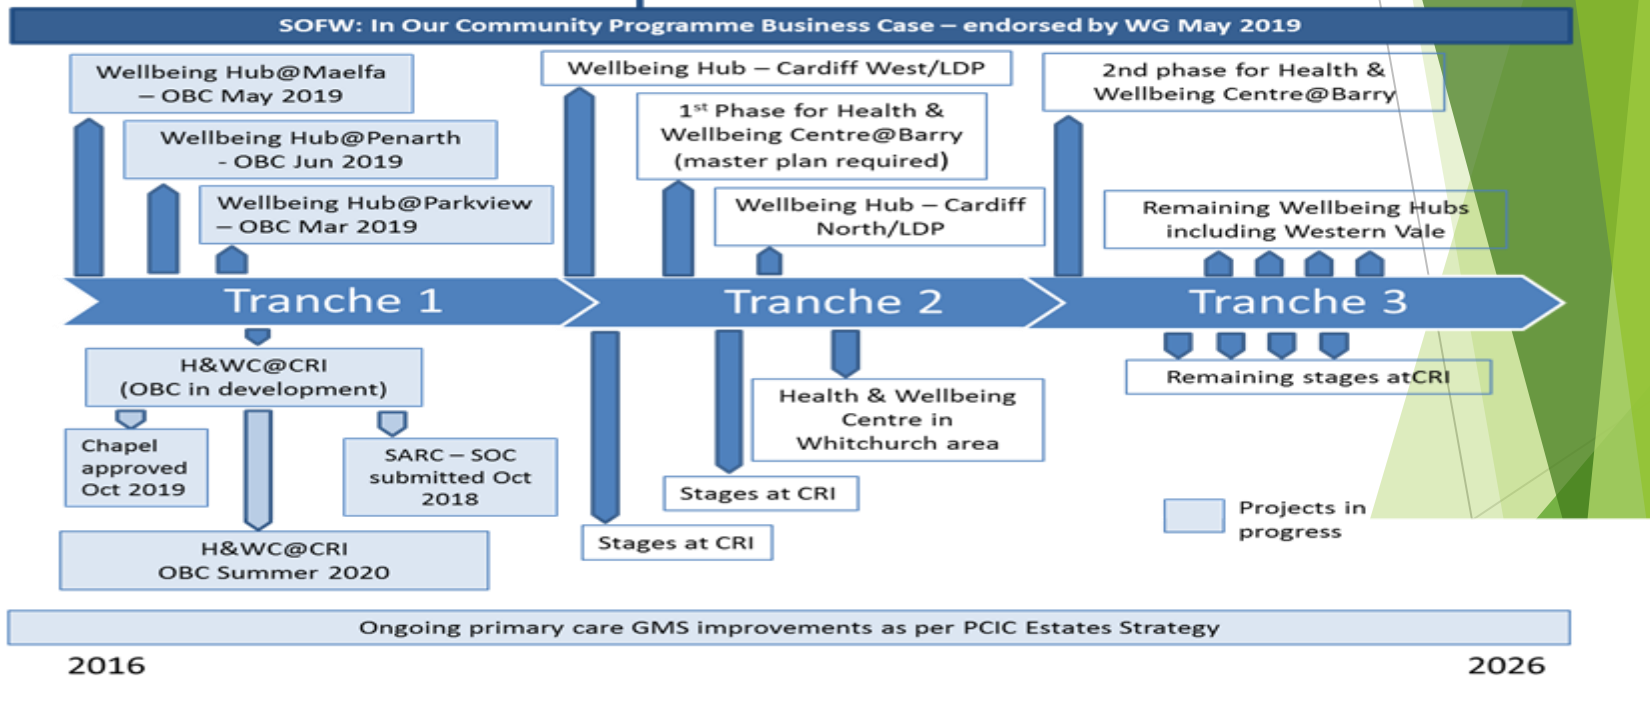 SOFW: In Our Community Programme Business Case – endorsed by WG May 2019
Wellbeing Hub@Maelfa
– OBC May 2019
Wellbeing Hub@Penarth
- OBC Jun 2019
Wellbeing Hub@Parkview
– OBC Mar 2019
Wellbeing Hub – Cardiff West/LDP
1st Phase for Health &
Wellbeing Centre@Barry
(master plan required)
Wellbeing Hub – Cardiff
North/LDP
2nd phase for Health &
Wellbeing Centre@Barry
Remaining Wellbeing Hubs
including Western Vale
Tranche 1
Tranche 2
Tranche 3
H&WC@CRI
(OBC in development)
Chapel
approved
Oct 2019
SARC – SOC
submitted Oct
2018
H&WC@CRI
OBC Summer 2020
Health & Wellbeing
Centre in
Whitchurch area
Stages at CRI
Stages at CRI
Remaining stages atCRI
Projects in
progress
Ongoing primary care GMS improvements as per PCIC Estates Strategy
2016
2026